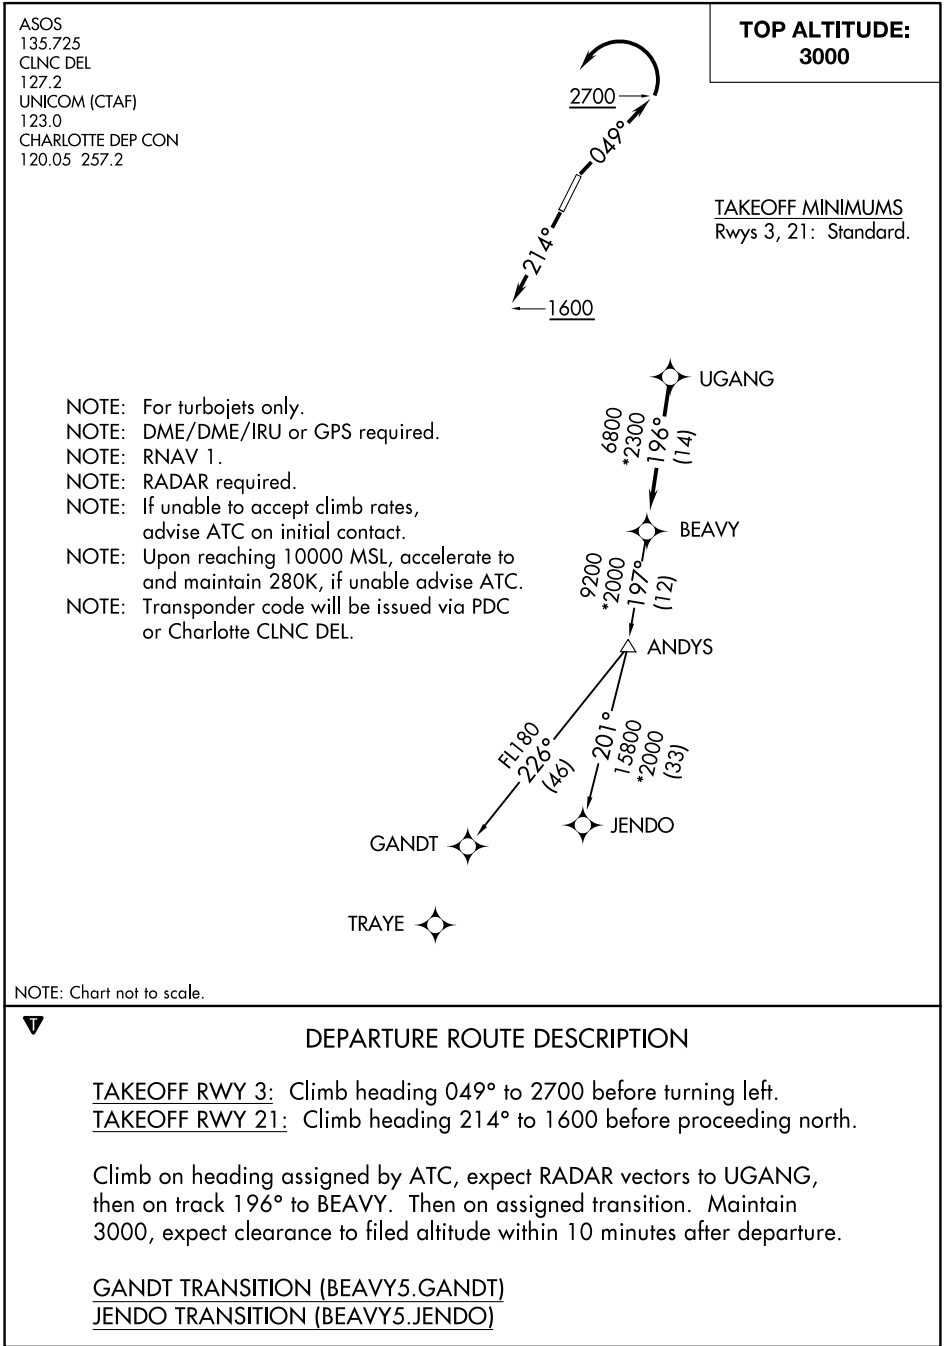 ASOS
135.725
CLNC DEL
127.2
UNICOM (CTAF)
123.0
CHARLOTTE DEP CON
120.05 257.2
TOP ALTITUDE:
3000
2700
049°
TAKEOFF MINIMUMS
Rwys 3, 21: Standard.
214°
1600
UGANG
6800
*2300
196°
(14)
BEAVY
9200
*2000
197°
(12)
ANDYS
FL180
226°
(46)
201°
15800
*2000
(33)
GANDT
JENDO
TRAYE
NOTE: For turbojets only.
NOTE: DME/DME/IRU or GPS required.
NOTE: RNAV 1.
NOTE: RADAR required.
NOTE: If unable to accept climb rates,
advise ATC on initial contact.
NOTE: Upon reaching 10000 MSL, accelerate to
and maintain 280K, if unable advise ATC.
NOTE: Transponder code will be issued via PDC
or Charlotte CLNC DEL.
NOTE: Chart not to scale.
T
DEPARTURE ROUTE DESCRIPTION
TAKEOFF RWY 3: Climb heading 049° to 2700 before turning left.
TAKEOFF RWY 21: Climb heading 214° to 1600 before proceeding north.
Climb on heading assigned by ATC, expect RADAR vectors to UGANG,
then on track 196° to BEAVY. Then on assigned transition. Maintain
3000, expect clearance to filed altitude within 10 minutes after departure.
GANDT TRANSITION (BEAVY5.GANDT)
JENDO TRANSITION (BEAVY5.JENDO)